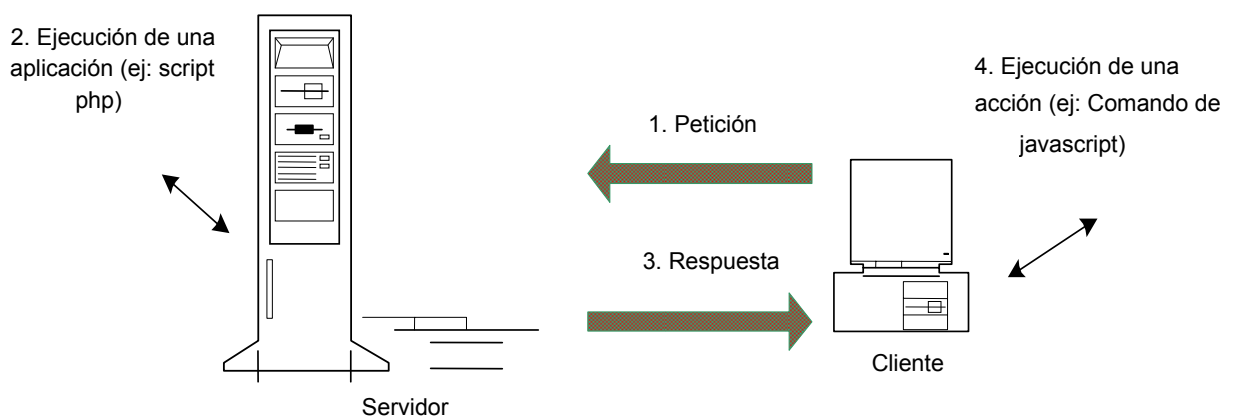 2. Ejecución de una
aplicación (ej: script
php)
1. Petición
4. Ejecución de una
acción (ej: Comando de
javascript)
3. Respuesta
Cliente
Servidor